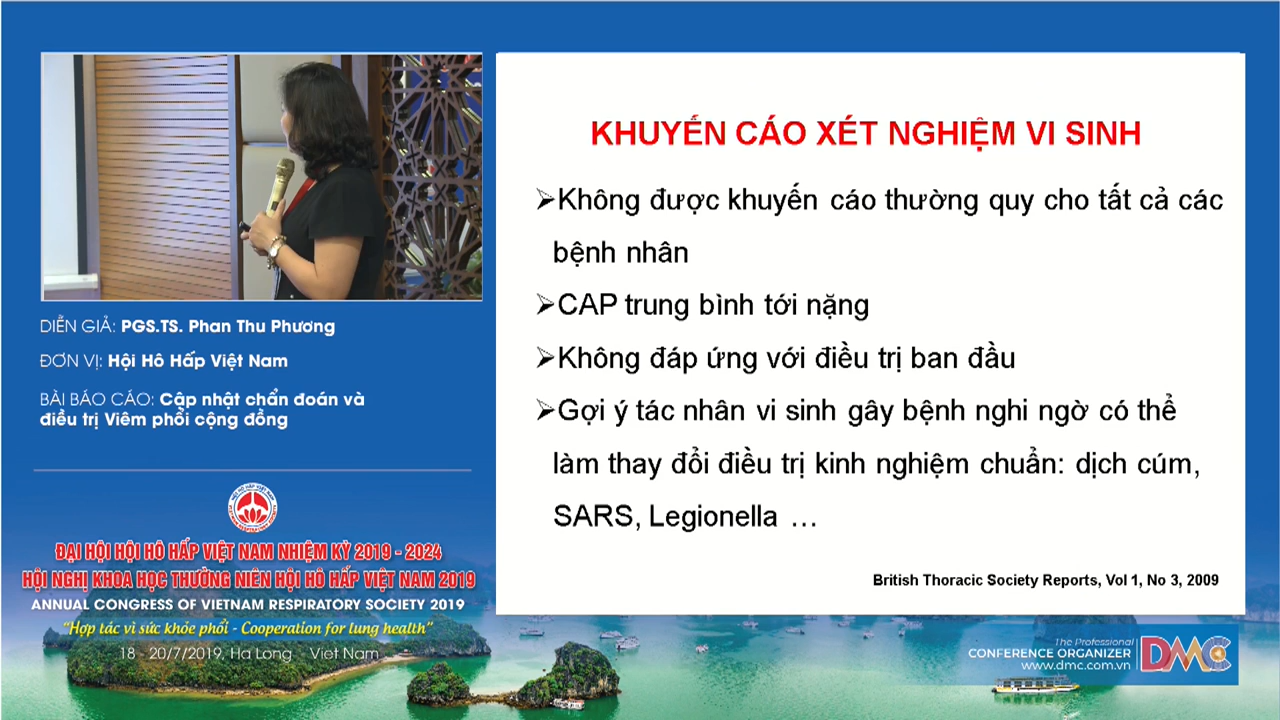 DIỄN GIẢ: PGS.TS. Phan Thu Phương
ĐƠN VỊ: Hội Hô Hấp Việt Nam
BÀI BÁO CÁO: Cập nhật chẩn đoán và
điều trị Viêm phổi cộng đồng
ĐẠI HỘI HỘI HÔ HẤP VIỆT NAM NHIỆM KỲ 2019 - 2024
HỘI NGHỊ KHOA HỌC THƯỜNG NIÊN HỘI HÔ HẤP VIỆT NAM 2019
ANNUAL CONGRESS OF VIETNAM RESPIRATORY SOCIETY 2019
"Hợp tác vì sức khỏe phổi - Cooperation for lung health"
18 - 20/7/2019, Ha Long Viet Nam
KHUYẾN CÁO XÉT NGHIỆM VI SINH
➢Không được khuyến cáo thường quy cho tất cả các
bệnh nhân
➢CAP trung bình tới nặng
➢Không đáp ứng với điều trị ban đầu
➢Gợi ý tác nhân vi sinh gây bệnh nghi ngờ có thể
làm thay đổi điều trị kinh nghiệm chuẩn: dịch cúm,
SARS, Legionella …
British Thoracic Society Reports, Vol 1, No 3, 2009
The Professional
CONFERENCE ORGANIZER
www.dmc.com.vn
DMC